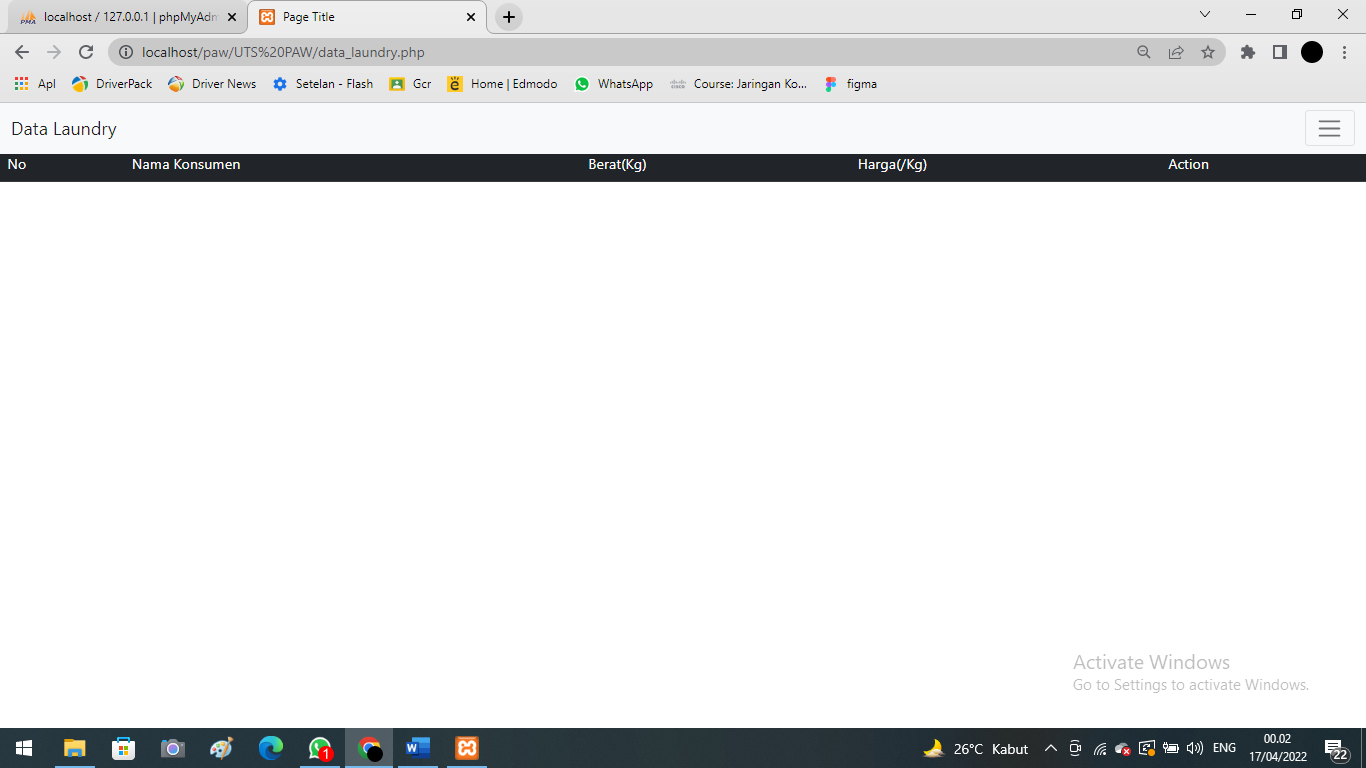 localhost / 127.0.0.1 | phpMyAdn
Page Title
localhost/paw/UTS%20PAW/data_laundry.php
Apl DriverPack Driver News Setelan - Flash Gcr Home | Edmodo WhatsApp Course: Jaringan Ko... figma
Data Laundry
No Nama Konsumen Berat(Kg) Harga(/Kg) Action
Activate Windows
Go to Settings to activate Windows.
1
26°C Kabut
ENG
00.02
17/04/2022
22